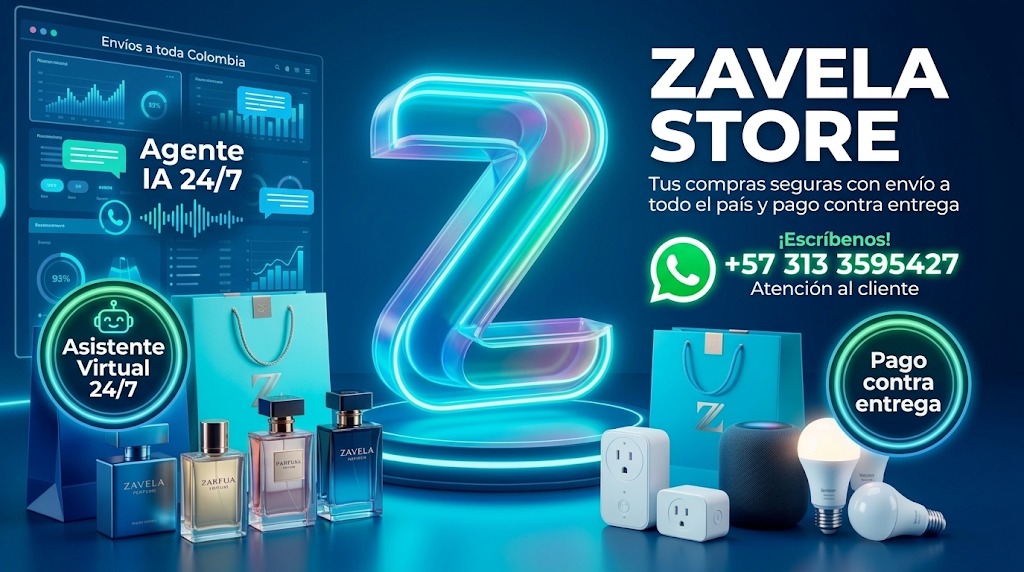 Envíos a toda Colombia
Agente
IA 24/7
93%
Asistente
Virtual
24/7
ZAVELA
STORE
Tus compras seguras con envío a
todo el país y pago contra entrega
¡Escríbenos!
+57 313 3595427
Atención al cliente
Pago
contra
entrega
Z
Z
ZAVELA
PERFUME
ZAKFUA
PARFUMA
ZAVELA